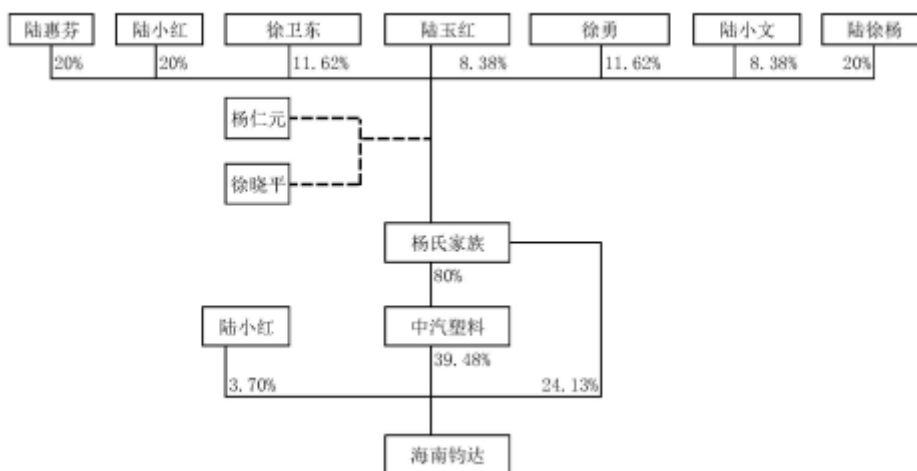 陆惠芬 陆小红 徐卫东 陆玉红 徐勇 陆小文 陆徐杨
20% 20% 11.62% 8.38% 11.62% 8.38% 20%
杨仁元
徐晓平
杨氏家族
80%
陆小红 中汽塑料
39.48%
3.70% 24.13%
海南钧达